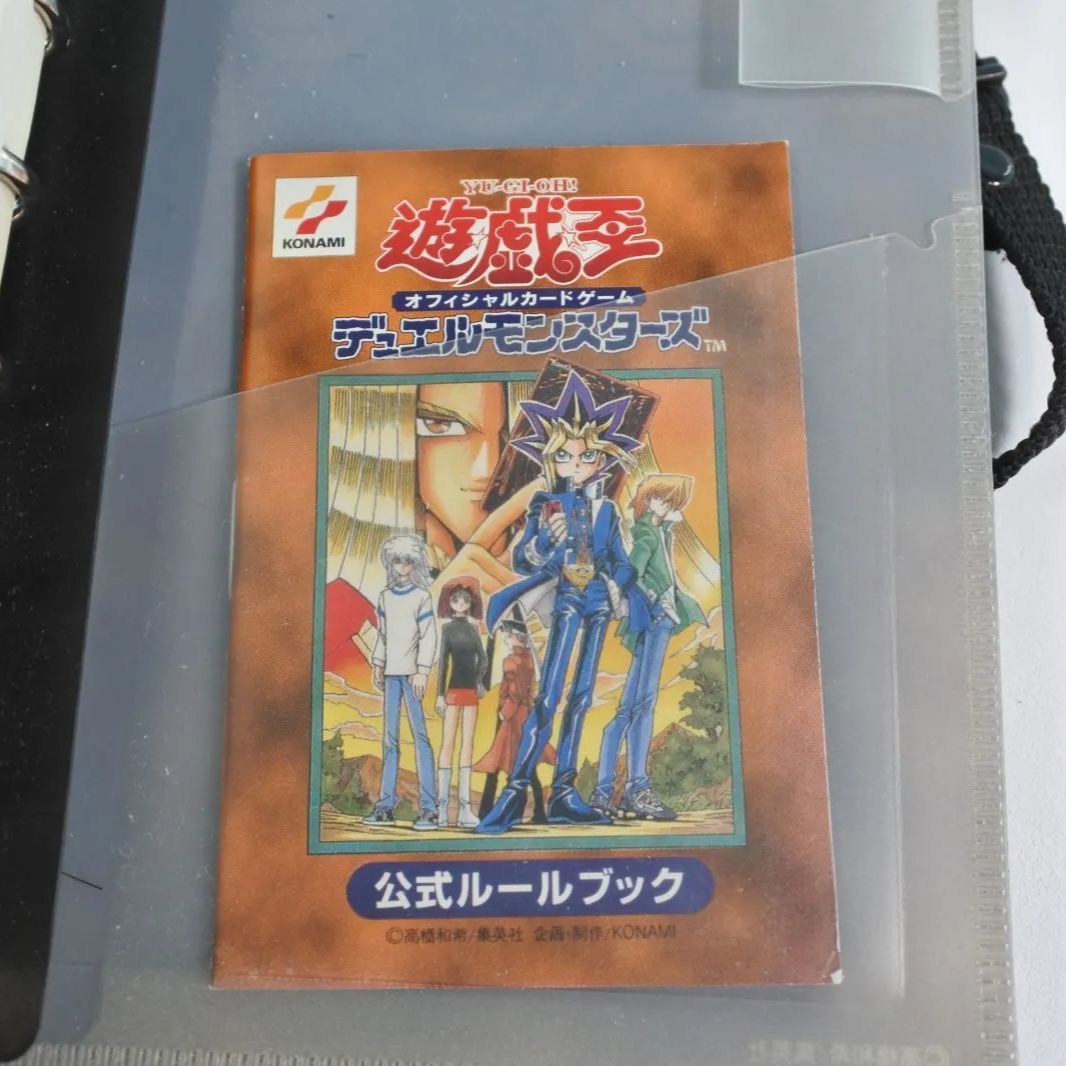 KONAMI
YU-GI-OH!
遊戯王
オフィシャルカードゲーム
デュエルモンスターズ™
公式ルールブック
©高橋和希/集英社 企画・制作/KONAMI